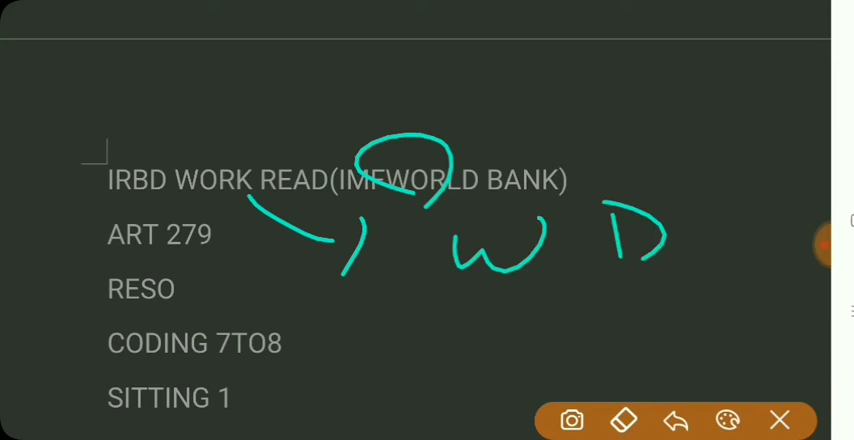 IRBD WORK READ(IMFWORLD BANK)
W D
ART 279
RESO
CODING 7TO8
SITTING 1